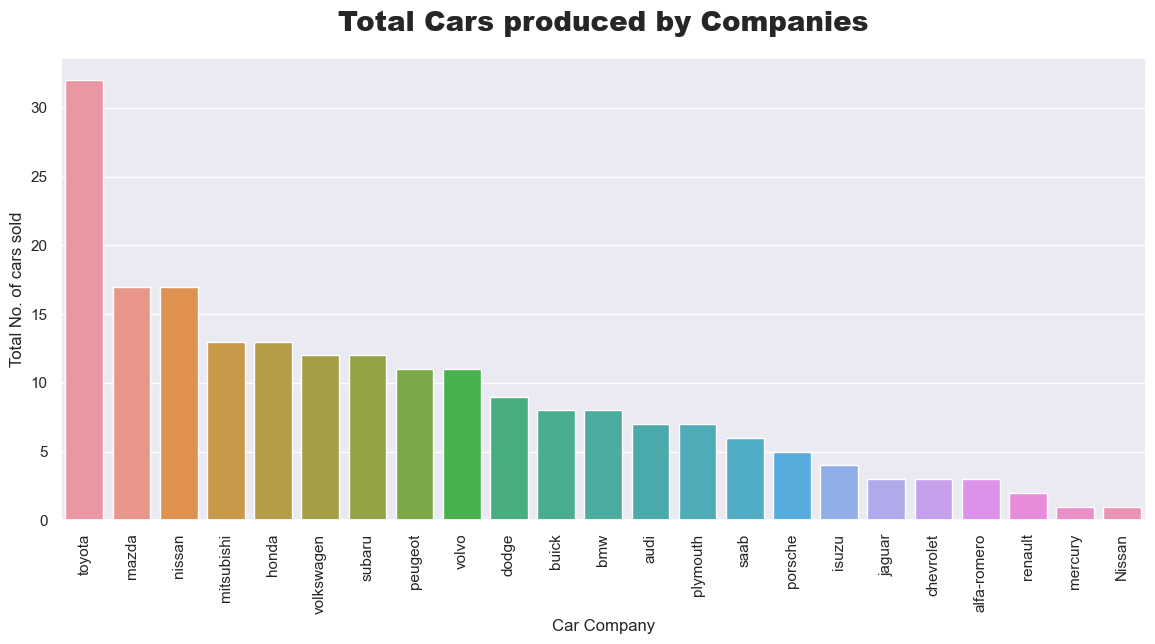 Total Cars produced by Companies
Total No. of cars sold
30
25
20
15
10
5
0
toyota
mazda
nissan
mitsubishi
honda
volkswagen
subaru
peugeot
volvo
dodge
buick
bmw
audi
plymouth
saab
porsche
isuzu
jaguar
chevrolet
alfa-romero
renault
mercury
Nissan
Car Company